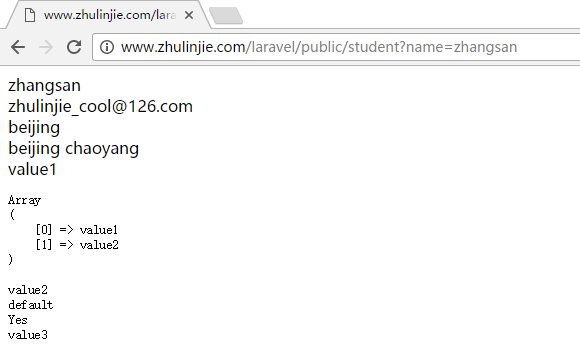 www.zhulinjie.com/lara
www.zhulinjie.com/laravel/public/student?name=zhangsan
zhangsan
zhulinjie_cool@126.com
beijing
beijing chaoyang
value1
Array
(
    [0] => value1
    [1] => value2
)
value2
default
Yes
value3